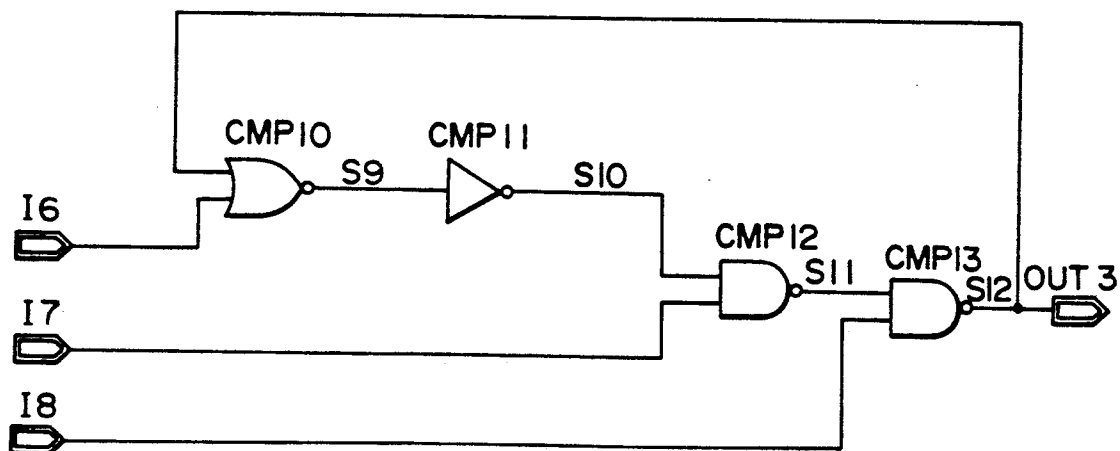 CMP10
CMP11
S9
S10
I6
CMP12
CMP13
S11
S12
OUT 3
I7
I8